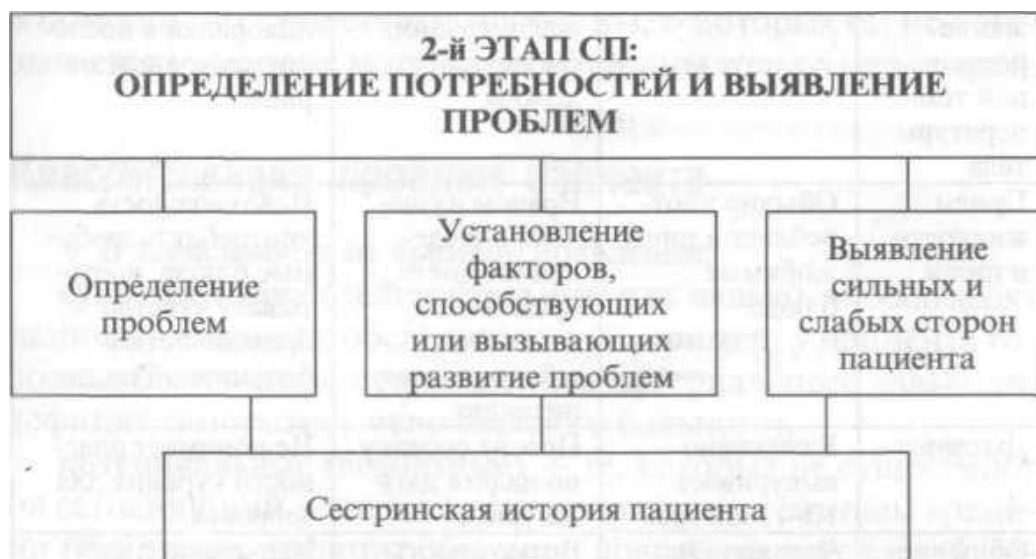 2-й ЭТАП СП:
ОПРЕДЕЛЕНИЕ ПОТРЕБНОСТЕЙ И ВЫЯВЛЕНИЕ
ПРОБЛЕМ
Определение
проблем
Установление
факторов,
способствующих
или вызывающих
развитие проблем
Выявление
сильных и
слабых сторон
пациента
Сестринская история пациента